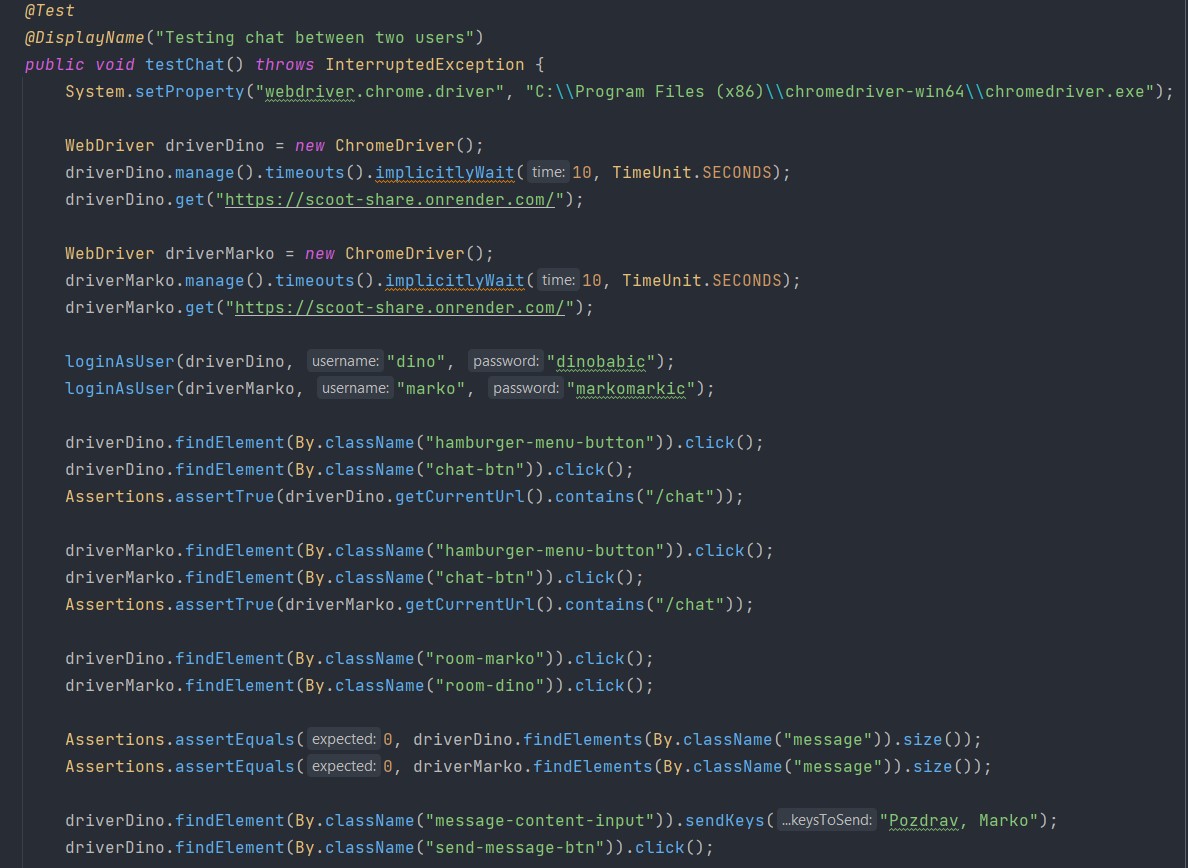 @Test
@DisplayName("Testing chat between two users")
public void testChat() throws InterruptedException {
System.setProperty("webdriver.chrome.driver", "C:\\Program Files (x86)\\chromedriver-win64\\chromedriver.exe");
WebDriver driverDino = new ChromeDriver();
driverDino.manage().timeouts().implicitlyWait( time: 10, TimeUnit.SECONDS);
driverDino.get("https://scoot-share.onrender.com/");
WebDriver driverMarko = new ChromeDriver();
driverMarko.manage().timeouts().implicitlyWait( time: 10, TimeUnit.SECONDS);
driverMarko.get("https://scoot-share.onrender.com/");
loginAsUser(driverDino, username: "dino", password: "dinobabic");
loginAsUser(driverMarko, username: "marko", password: "markomarkic");
driverDino.findElement(By.className("hamburger-menu-button")).click();
driverDino.findElement(By.className("chat-btn")).click();
Assertions.assertTrue(driverDino.getCurrentUrl().contains("/chat"));
driverMarko.findElement(By.className("hamburger-menu-button")).click();
driverMarko.findElement(By.className("chat-btn")).click();
Assertions.assertTrue(driverMarko.getCurrentUrl().contains("/chat"));
driverDino.findElement(By.className("room-marko")).click();
driverMarko.findElement(By.className("room-dino")).click();
Assertions.assertEquals( expected: 0, driverDino.findElements(By.className("message")).size());
Assertions.assertEquals( expected: 0, driverMarko.findElements(By.className("message")).size());
driverDino.findElement(By.className("message-content-input")).sendKeys( ...keysToSend: "Pozdrav, Marko");
driverDino.findElement(By.className("send-message-btn")).click();